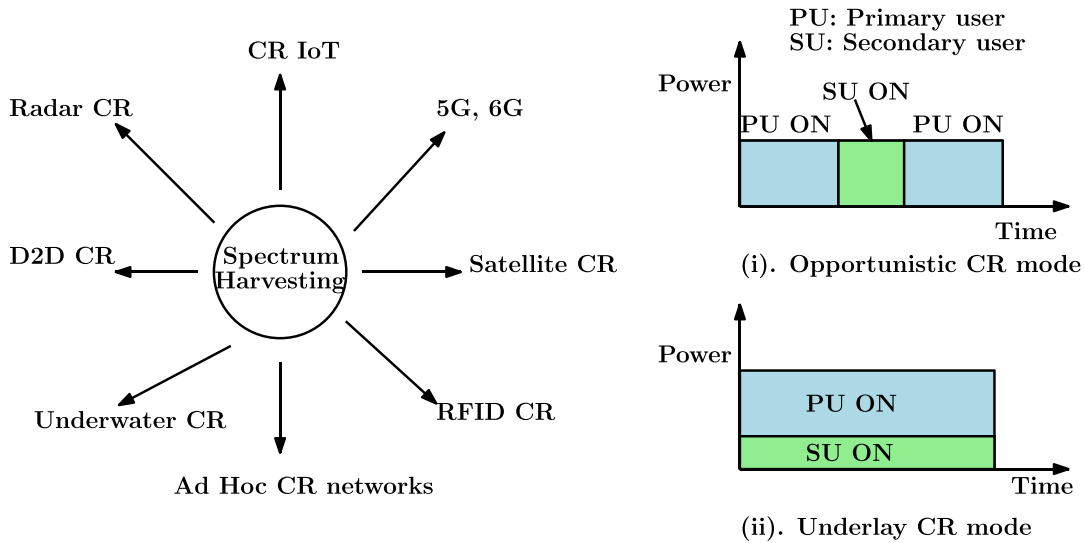 CR IoT
Radar CR
5G, 6G
D2D CR
Spectrum
Harvesting
Satellite CR
Underwater CR
RFID CR
Ad Hoc CR networks
PU: Primary user
SU: Secondary user
Power
SU ON
PU ON
PU ON
Time
(i). Opportunistic CR mode
Power
PU ON
SU ON
Time
(ii). Underlay CR mode